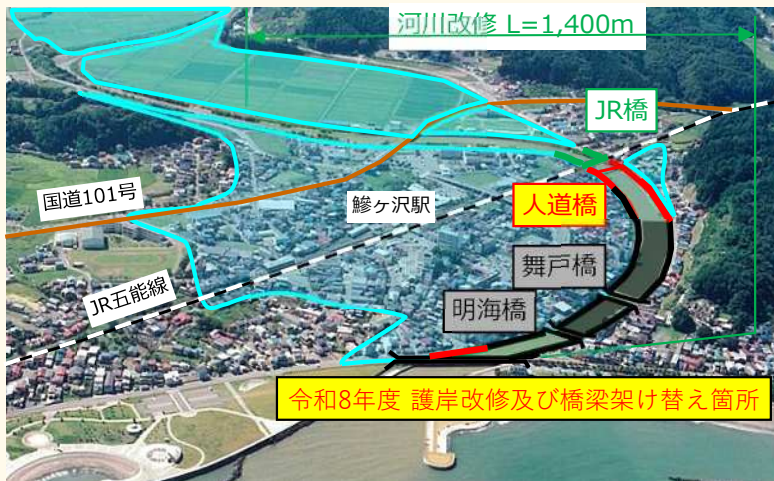 河川改修 L=1,400m
JR橋
国道101号
鰺ヶ沢駅
人道橋
舞戸橋
JR五能線
明海橋
令和8年度 護岸改修及び橋梁架け替え箇所